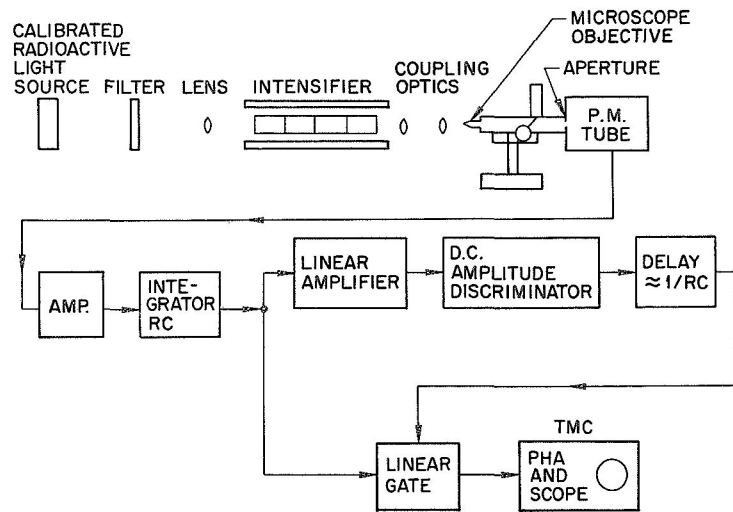 CALIBRATED
RADIOACTIVE
LIGHT
SOURCE
FILTER
LENS
INTENSIFIER
COUPLING
OPTICS
MICROSCOPE
OBJECTIVE
APERTURE
P.M.
TUBE
AMP.
INTE-
GRATOR
RC
LINEAR
AMPLIFIER
D.C.
AMPLITUDE
DISCRIMINATOR
DELAY
≈1/RC
LINEAR
GATE
TMC
PHA
AND
SCOPE